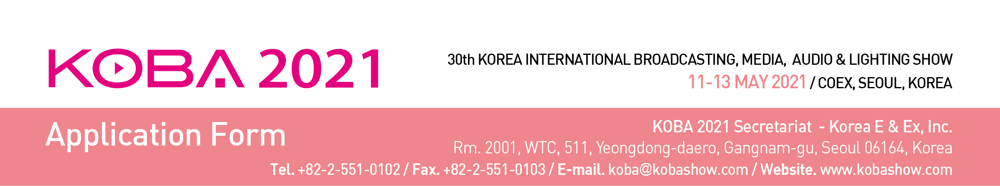 KOBA 2021
30th KOREA INTERNATIONAL BROADCASTING, MEDIA, AUDIO & LIGHTING SHOW
11-13 MAY 2021 / COEX, SEOUL, KOREA
Application Form
KOBA 2021 Secretariat - Korea E & Ex, Inc.
Rm. 2001, WTC, 511, Yeongdong-daero, Gangnam-gu, Seoul 06164, Korea
Tel. +82-2-551-0102 / Fax. +82-2-551-0103 / E-mail. koba@kobashow.com / Website. www.kobashow.com